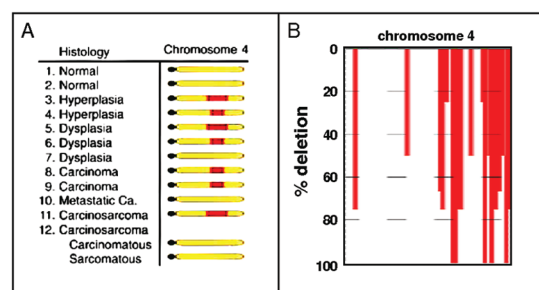 A
Histology Chromosome 4
1. Normal
2. Normal
3. Hyperplasia
4. Hyperplasia
5. Dysplasia
6. Dysplasia
7. Dysplasia
8. Carcinoma
9. Carcinoma
10. Metastatic Ca.
11. Carcinosarcoma
12. Carcinosarcoma
Carcinomatous
Sarcomatous
B
chromosome 4
% deletion
0
20
40
60
80
100